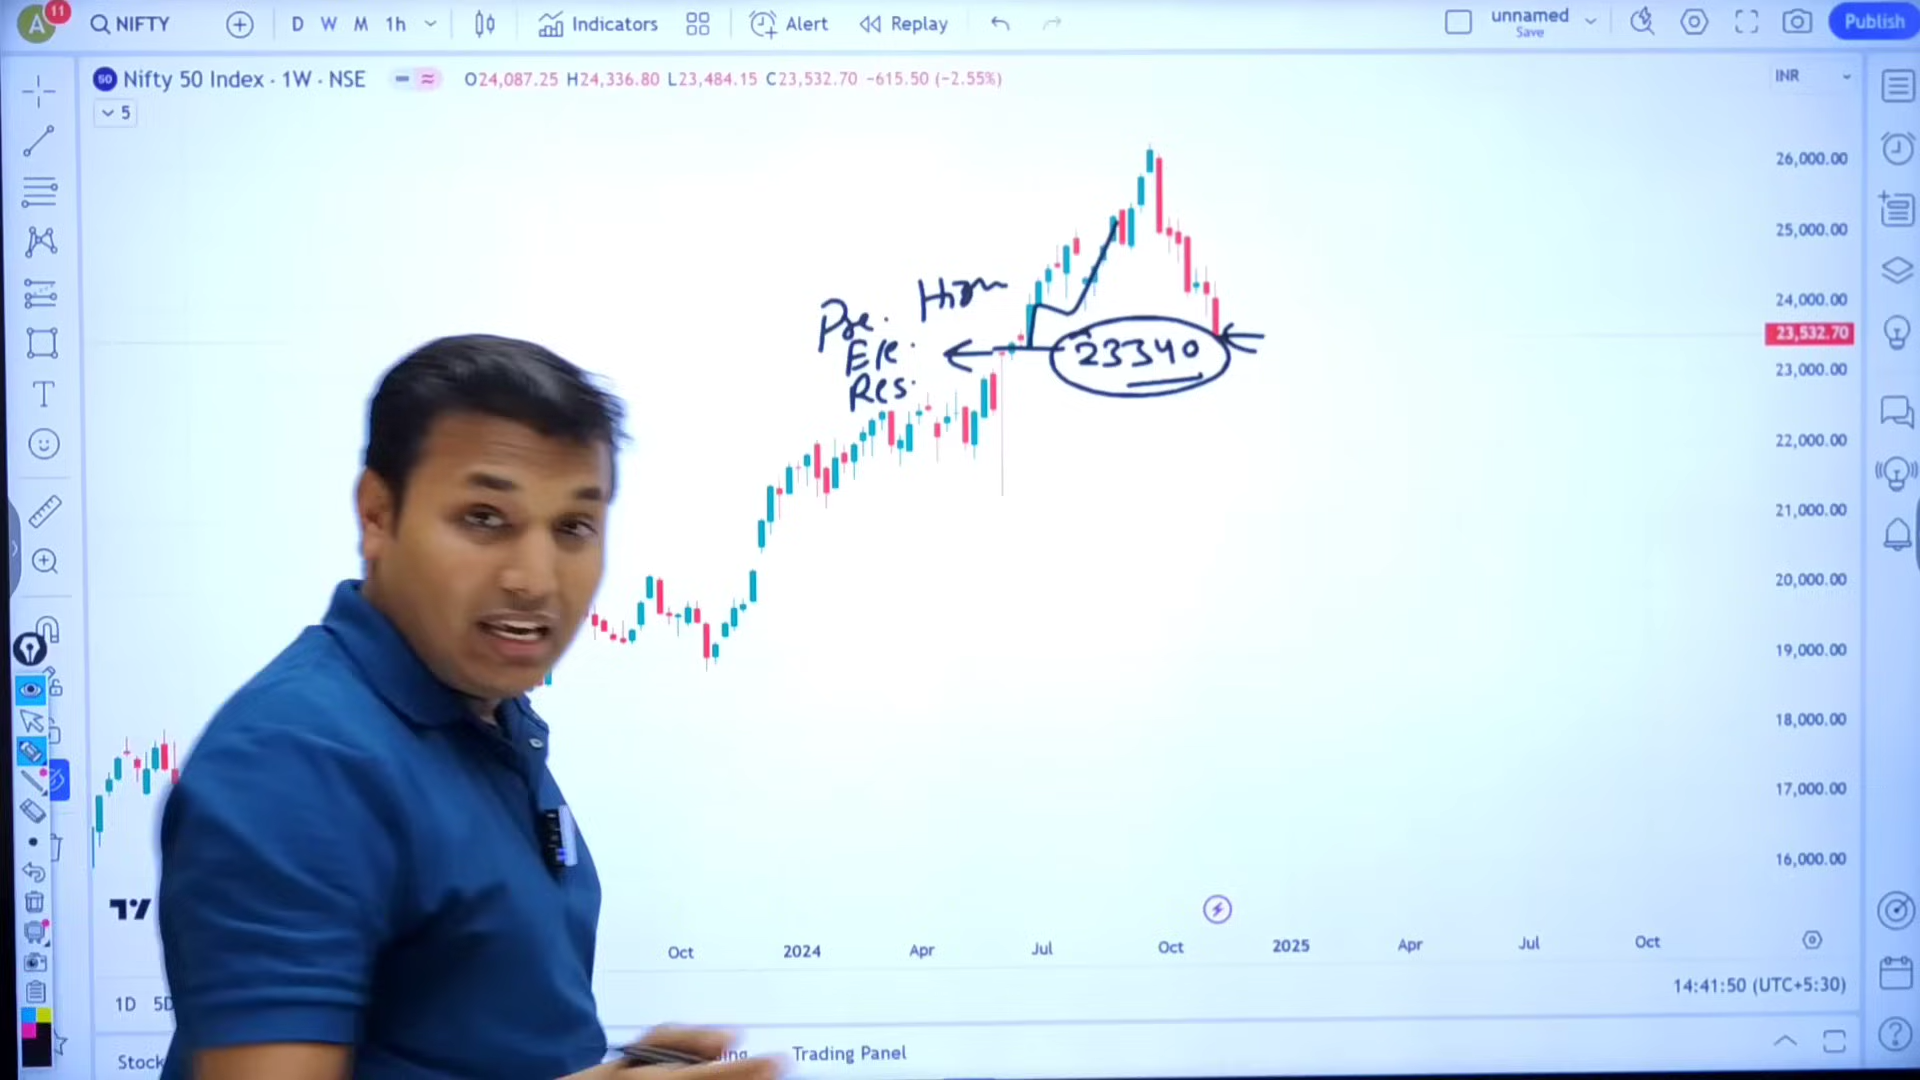 A 11 NIFTY D W M 1h Indicators Alert Replay unnamed Save Publish
50 Nifty 50 Index · 1W · NSE O24,087.25 H24,336.80 L23,484.15 C23,532.70 −615.50 (−2.55%) INR
5
26,000.00
25,000.00
24,000.00
23,532.70
23,000.00
22,000.00
21,000.00
20,000.00
19,000.00
18,000.00
17,000.00
16,000.00
Pre.
Res.
23340
Oct 2024 Apr Jul Oct 2025 Apr Jul Oct
1D 5D 14:41:50 (UTC+5:30)
Stock Trading Panel